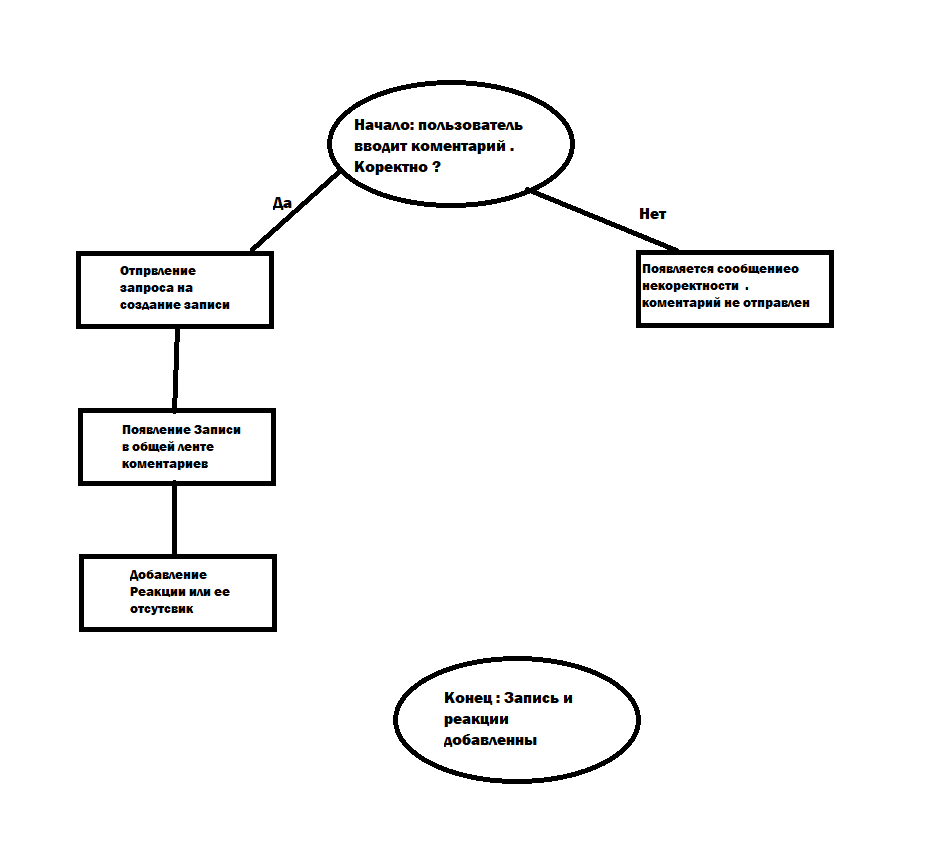 Начало: пользователь
вводит коментарий .
Коректно ?
Да
Нет
Отпрвление
запроса на
создание записи
Появляется сообщениео
некоректности .
коментарий не отправлен
Появление Записи
в общей ленте
коментариев
Добавление
Реакции или ее
отсутсвик
Конец : Запись и
реакции
добавленны